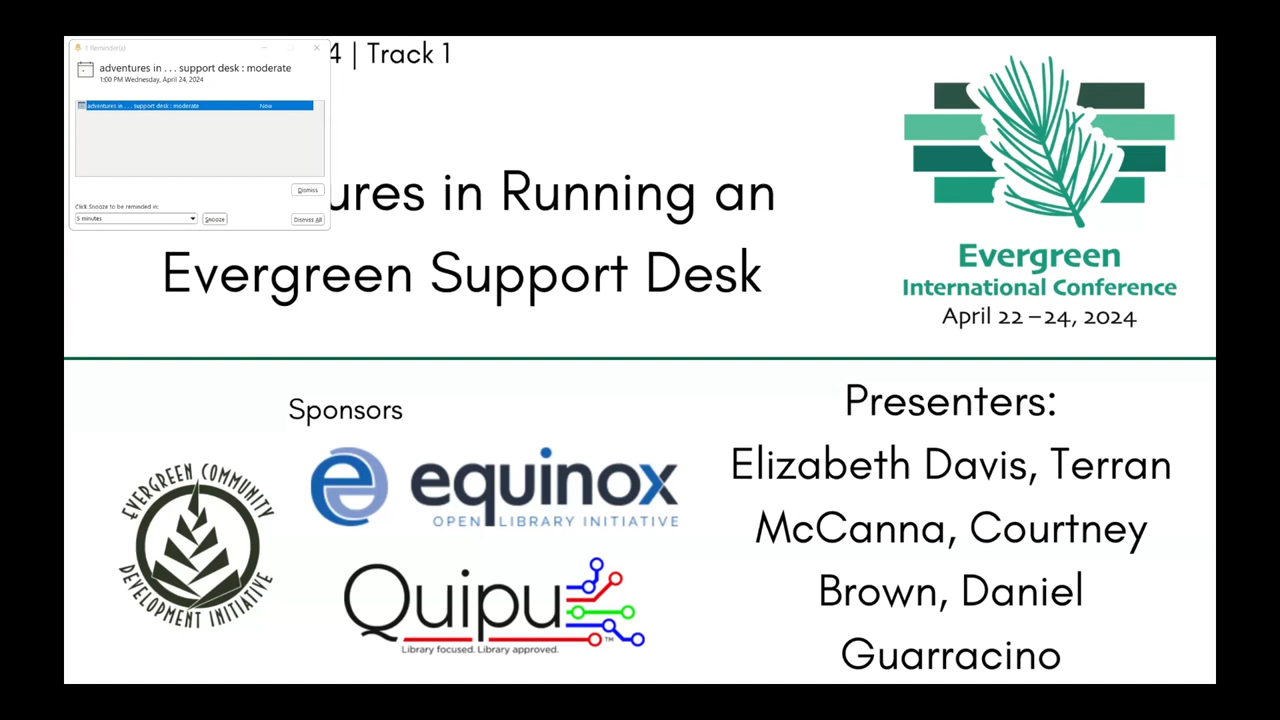 1 Reminder(s)
adventures in . . . support desk : moderate
1:00 PM Wednesday, April 24, 2024
adventures in . . . support desk : moderate Now
Dismiss
Click Snooze to be reminded in:
5 minutes Snooze Dismiss All
4 | Track 1
ures in Running an
Evergreen Support Desk
Evergreen
International Conference
April 22 – 24, 2024
Sponsors
EVERGREEN COMMUNITY
DEVELOPMENT INITIATIVE
equinox
OPEN LIBRARY INITIATIVE
Quipu
TM
Library focused. Library approved.
Presenters:
Elizabeth Davis, Terran
McCanna, Courtney
Brown, Daniel
Guarracino